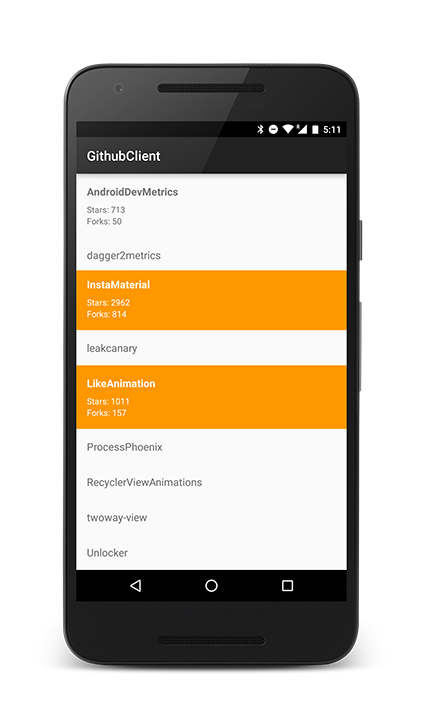 5:11
GithubClient
AndroidDevMetrics
Stars: 713
Forks: 50
dagger2metrics
InstaMaterial
Stars: 2962
Forks: 814
leakcanary
LikeAnimation
Stars: 1011
Forks: 157
ProcessPhoenix
RecyclerViewAnimations
twoway-view
Unlocker